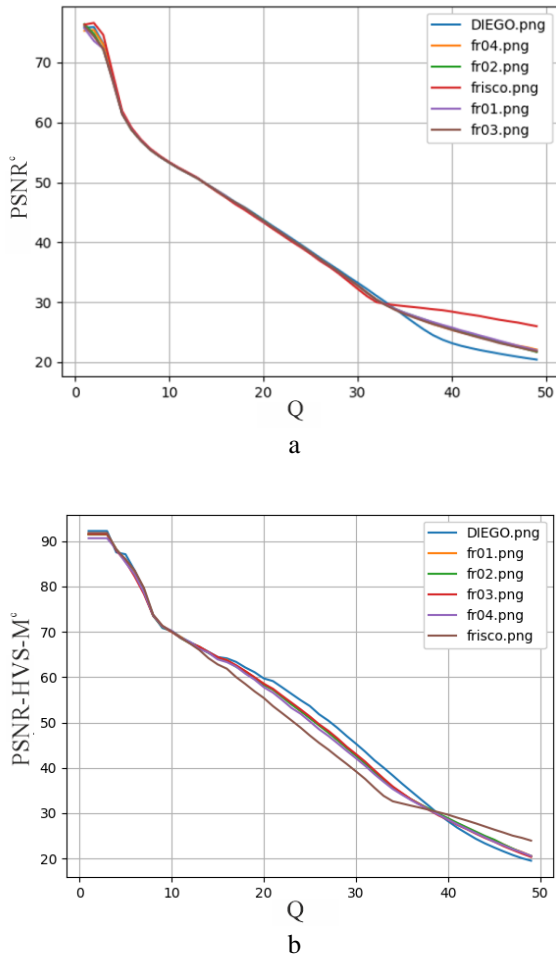 DIEGO.png
fr04.png
fr02.png
frisco.png
fr01.png
fr03.png
70
60
50
40
30
20
PSNRᶜ
0 10 20 30 40 50
Q
a
DIEGO.png
fr01.png
fr02.png
fr03.png
fr04.png
frisco.png
90
80
70
60
50
40
30
20
PSNR-HVS-Mᶜ
0 10 20 30 40 50
Q
b